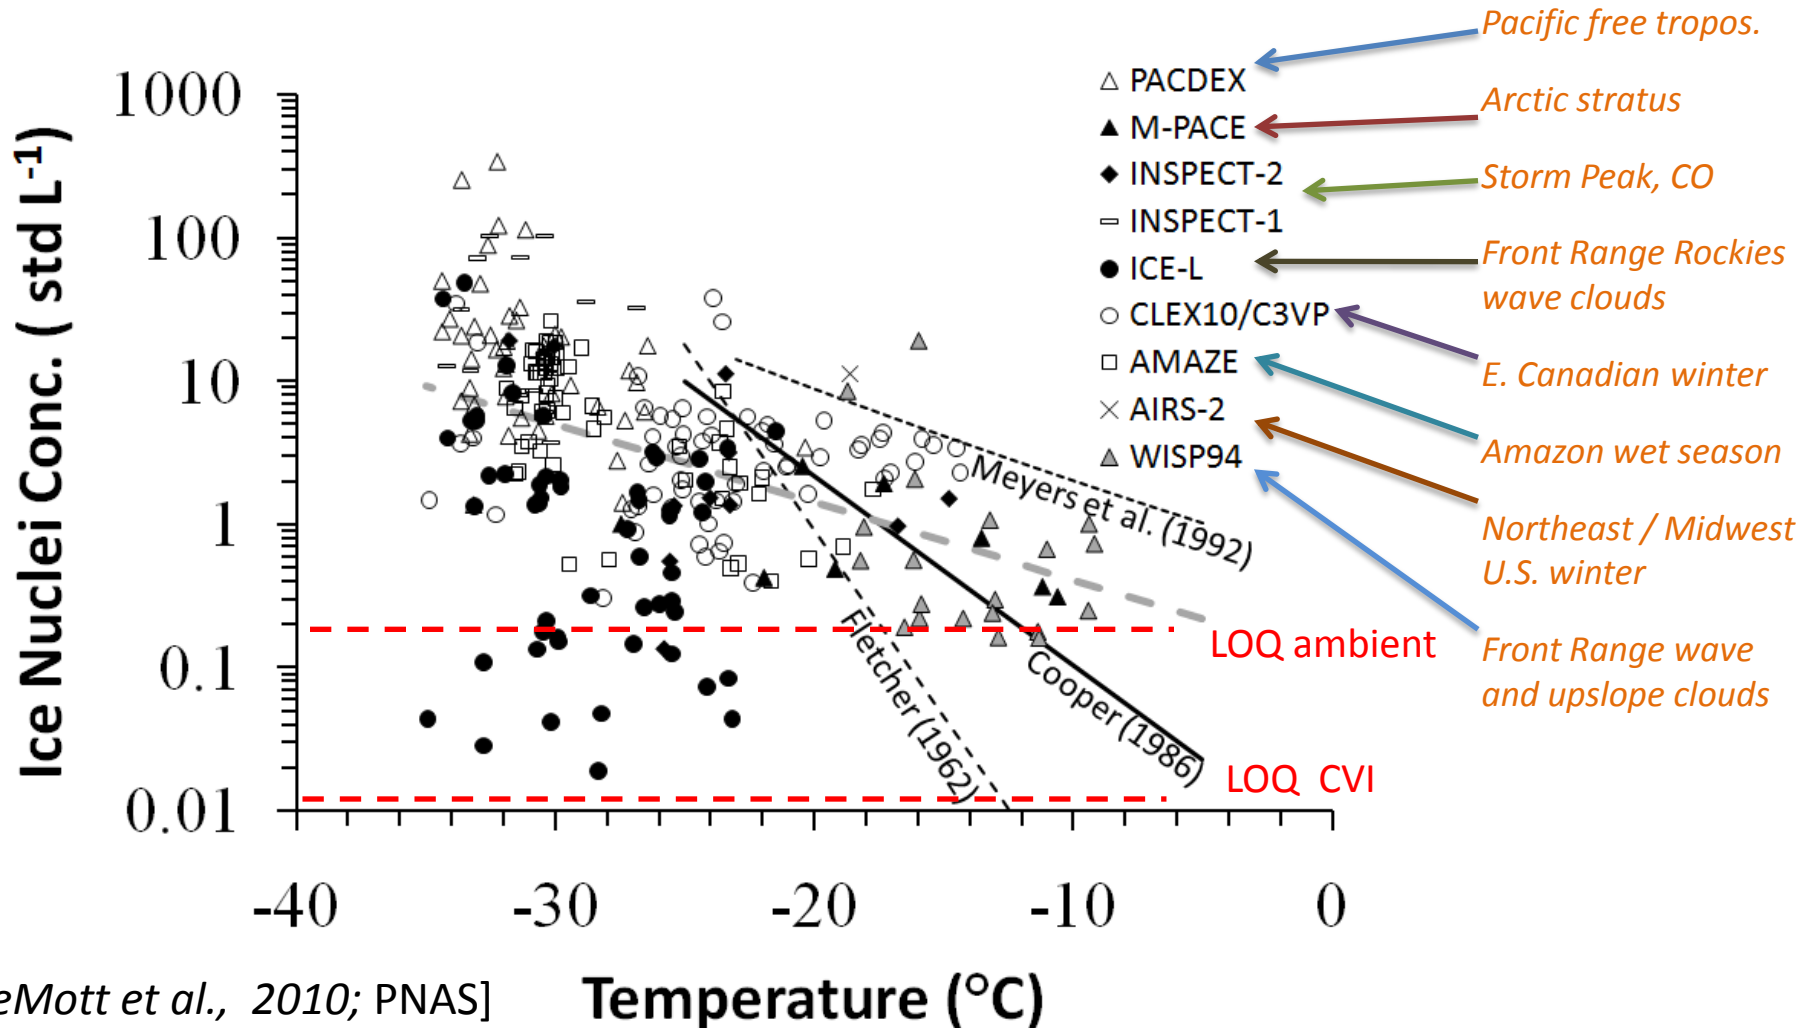 Pacific free tropos.
PACDEX
Arctic stratus
M-PACE
INSPECT-2
Storm Peak, CO
INSPECT-1
ICE-L
Front Range Rockies
wave clouds
CLEX10/C3VP
E. Canadian winter
AMAZE
AIRS-2
Amazon wet season
WISP94
Northeast / Midwest
U.S. winter
Front Range wave
and upslope clouds
Ice Nuclei Conc. ( std L-1)
1000
100
10
1
0.1
0.01
Meyers et al. (1992)
Fletcher (1962)
Cooper (1986)
LOQ ambient
LOQ CVI
-40
-30
-20
-10
0
Temperature (°C)
eMott et al., 2010; PNAS]